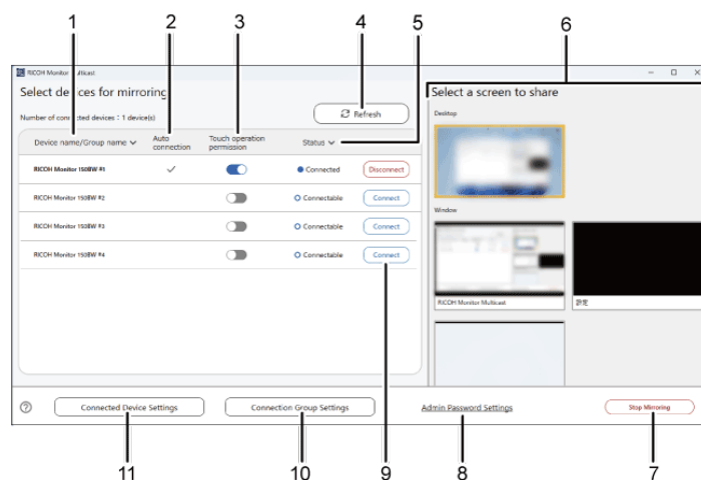 1 2 3 4 5 6
RICOH Monitor Multicast
Select devices for mirroring
Select a screen to share
Number of connected devices : 1 device(s)
Refresh
Desktop
Device name/Group name
Auto connection
Touch operation permission
Status
RICOH Monitor 150BW #1
Connected
Disconnect
RICOH Monitor 150BW #2
Connectable
Connect
Window
RICOH Monitor 150BW #3
Connectable
Connect
RICOH Monitor 150BW #4
Connectable
Connect
RICOH Monitor Multicast
設定
?
Connected Device Settings
Connection Group Settings
Admin Password Settings
Stop Mirroring
11 10 9 8 7